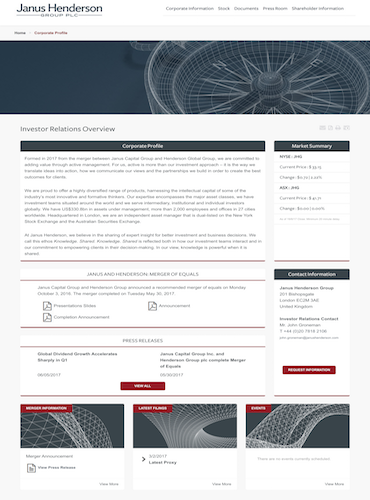 Janus Henderson
GROUP PLC
Corporate Information Stock Documents Press Room Shareholder Information
Home Corporate Profile
Investor Relations Overview
Corporate Profile
Formed in 2017 from the merger between Janus Capital Group and Henderson Global Group, we are committed to
adding value through active management. For us, active is more than our investment approach – it is the way we
translate ideas into action, how we communicate our views and the partnerships we build in order to create the best
outcomes for clients.
We are proud to offer a highly diversified range of products, harnessing the intellectual capital of some of the
industry's most innovative and formative thinkers. Our expertise encompasses the major asset classes, we have
investment teams situated around the world and we serve intermediary, institutional and individual investors
globally. We have US$330 in assets under management, more than 2,000 employees and offices in 27 cities
worldwide. Headquartered in London, we are an independent asset manager that is dual-listed on the New York
Stock Exchange and the Australian Securities Exchange.
At Janus Henderson, we believe in the sharing of expert insight for better investment and business decisions. We
call this ethos Knowledge. Shared. Knowledge. Shared is reflected both in how our investment teams interact and in
our commitment to empowering clients in their decision-making. In our view, knowledge is powerful when it is
shared.
Market Summary
NYSE - JHG
Current Price :
Change :
ASX - JHG
Current Price :
Change :
JANUS AND HENDERSON: MERGER OF EQUALS
Janus Capital Group and Henderson Group announced a recommended merger of equals on Monday
October 3, 2016. The merger completed on Tuesday May 30, 2017.
Presentations Slides Announcement
Completion Announcement
Contact Information
Janus Henderson Group
201 Bishopsgate
London EC2M 3AE
United Kingdom
Investor Relations Contact
Mr. John Groneman
T +44 (0)20 7818 2106
REQUEST INFORMATION
PRESS RELEASES
Global Dividend Growth Accelerates
Sharply in Q1
06/05/2017
Janus Capital Group Inc. and
Henderson Group plc complete Merger
of Equals
05/30/2017
VIEW ALL
MERGER INFORMATION
Merger Announcement
View Press Release
View More
LATEST FILINGS
Latest Proxy
View More
EVENTS
There are no events currently scheduled
View More